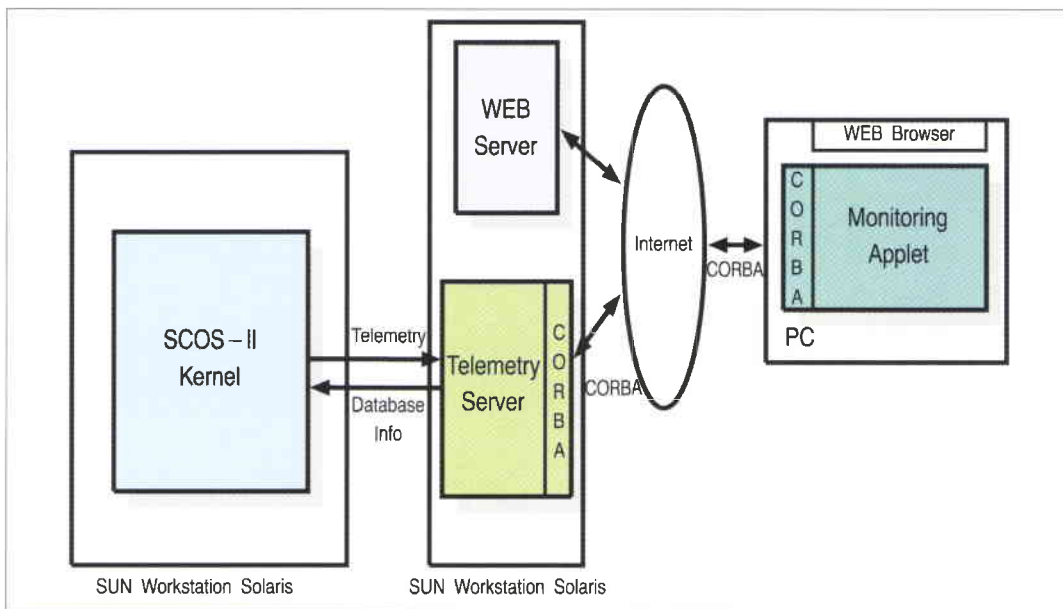 WEB
Server
WEB Browser
C
O
R
B
A
Monitoring
Applet
PC
Internet
CORBA
SCOS – II
Kernel
Telemetry
Database
Info
Telemetry
Server
C
O
R
B
A
CORBA
SUN Workstation Solaris
SUN Workstation Solaris